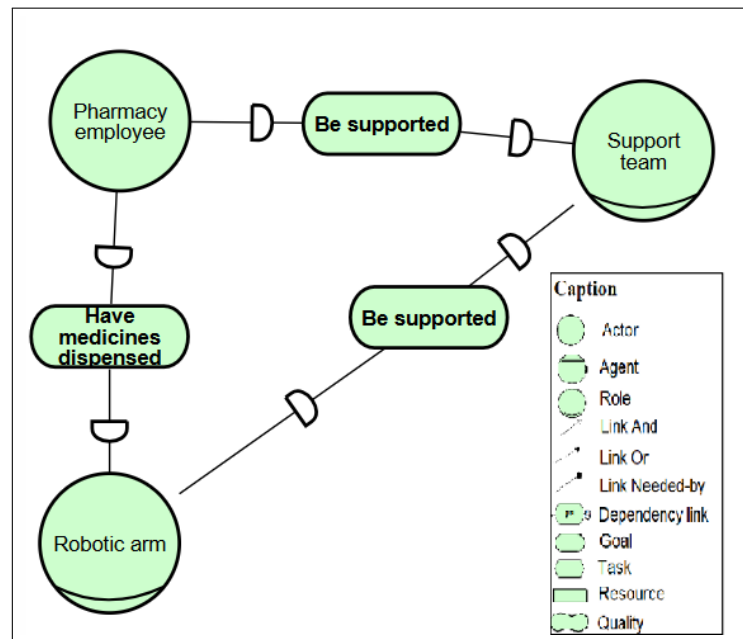 Pharmacy
employee
Be supported
Support
team
Have
medicines
dispensed
Be supported
Robotic arm
Caption
Actor
Agent
Role
Link And
Link Or
Link Needed-by
Dependency link
Goal
Task
Resource
Quality